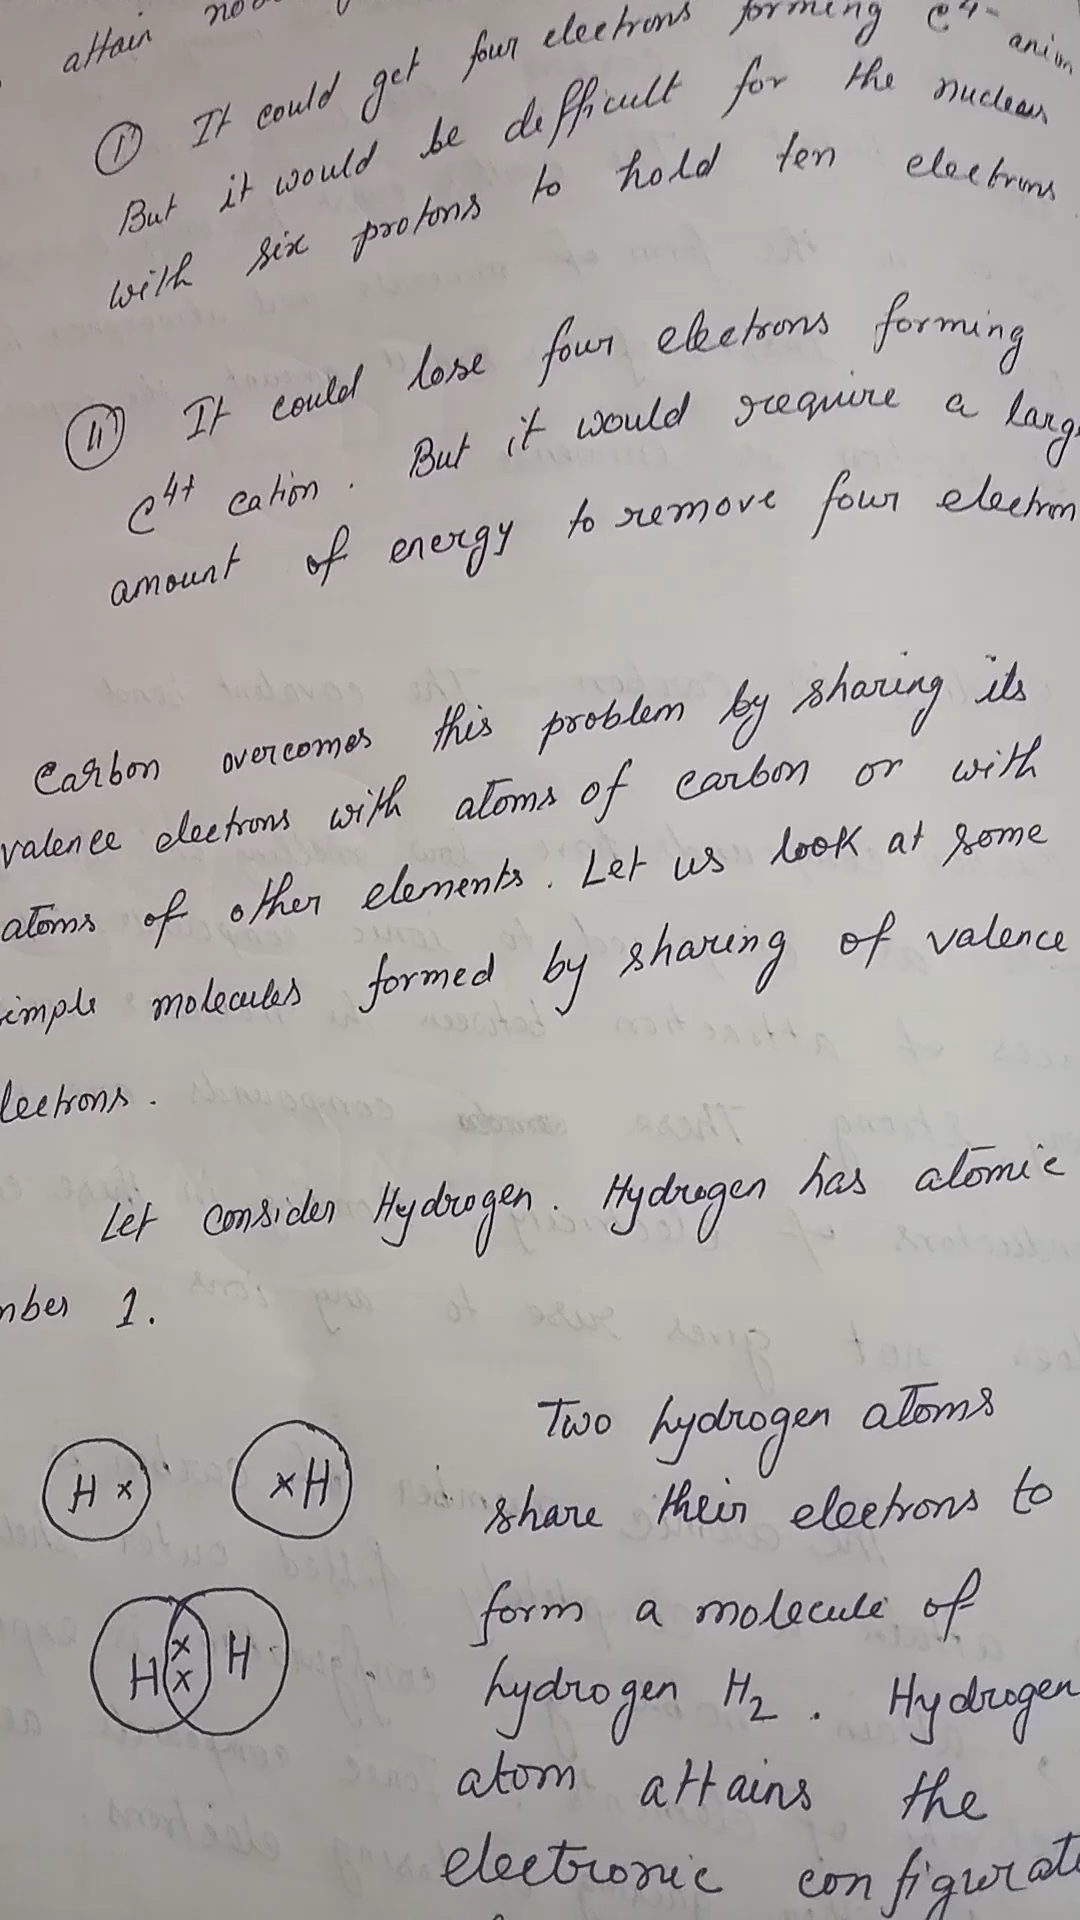 attain
(i) It could get four electrons forming C4- anion
But it would be defficult for the nucleus
with six protons to hold ten electrons
(ii) It could lose four electrons forming
C4+ cation. But it would require a large
amount of energy to remove four electron
Carbon overcomes this problem by sharing its
valence electrons with atoms of carbon or with
atoms of other elements. Let us look at some
simple molecules formed by sharing of valence
lectrons.
Let consider Hydrogen. Hydrogen has atomic
mber 1.
Two hydrogen atoms
H x xH share their electrons to
form a molecule of
H x x H hydrogen H2. Hydrogen
atom attains the
electronic configurat